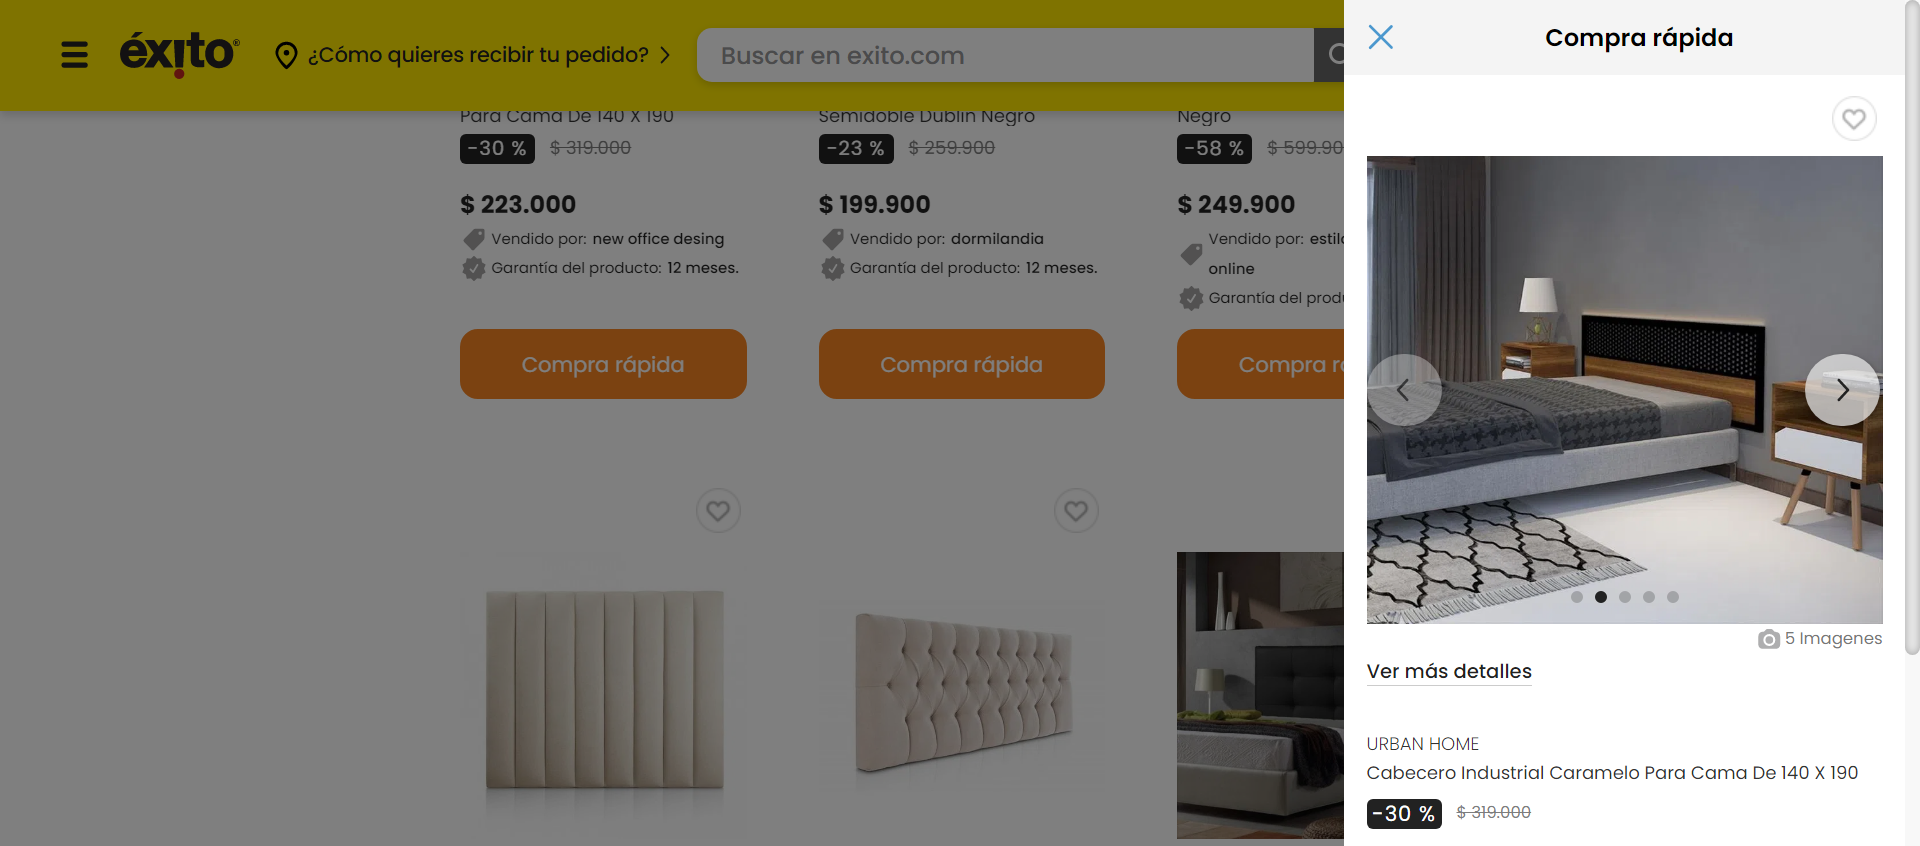 éxito®
¿Cómo quieres recibir tu pedido?
Buscar en exito.com
Para Cama De 140 X 190
-30 % $ 319.000
$ 223.000
Vendido por: new office desing
Garantía del producto: 12 meses.
Compra rápida
Semidoble Dublin Negro
-23 % $ 259.900
$ 199.900
Vendido por: dormilandia
Garantía del producto: 12 meses.
Compra rápida
Negro
-58 % $ 599.90
$ 249.900
Vendido por:
online
Garantía del
Compra
Compra rápida
5 Imagenes
Ver más detalles
URBAN HOME
Cabecero Industrial Caramelo Para Cama De 140 X 190
-30 % $ 319.000